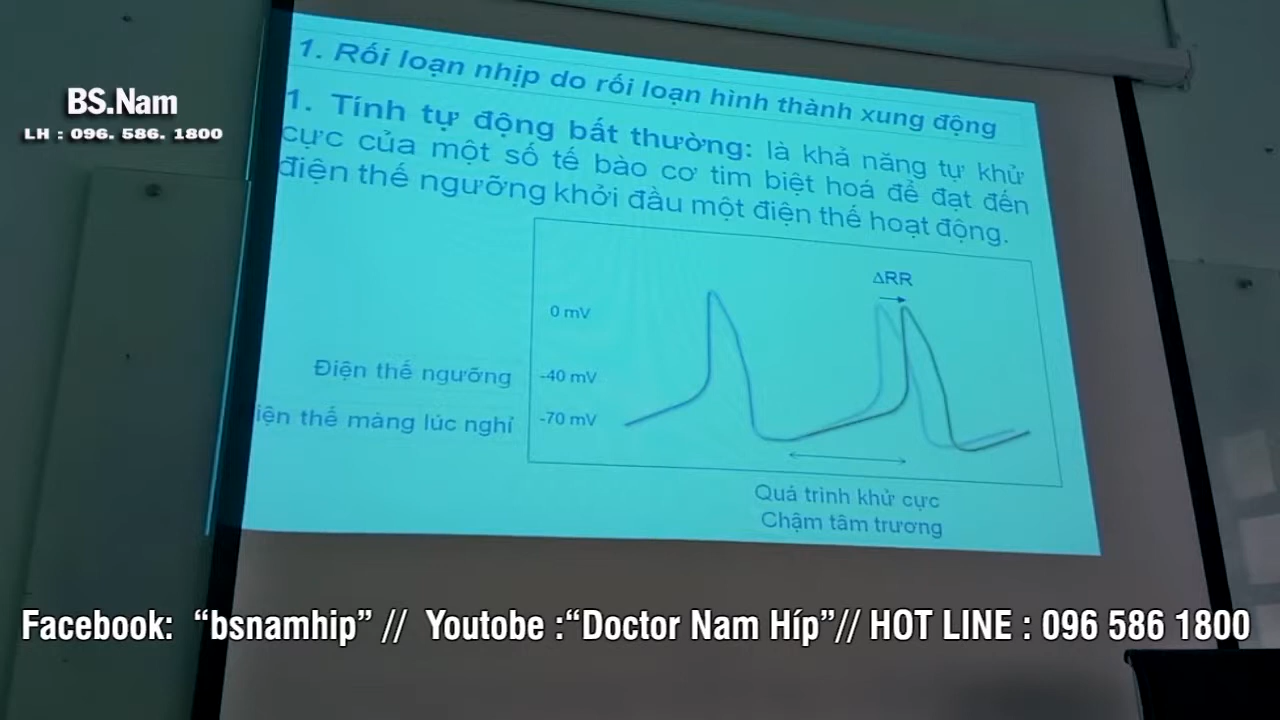 BS.Nam
LH : 096. 586. 1800
1. Rối loạn nhịp do rối loạn hình thành xung động
1. Tính tự động bất thường: là khả năng tự khử
cực của một số tế bào cơ tim biệt hoá để đạt đến
điện thế ngưỡng khởi đầu một điện thế hoạt động.
ΔRR
0 mV
Điện thế ngưỡng
-40 mV
iện thế màng lúc nghỉ
-70 mV
Quá trình khử cực
Chậm tâm trương
Facebook: “bsnamhip” // Youtobe :“Doctor Nam Híp”// HOT LINE : 096 586 1800